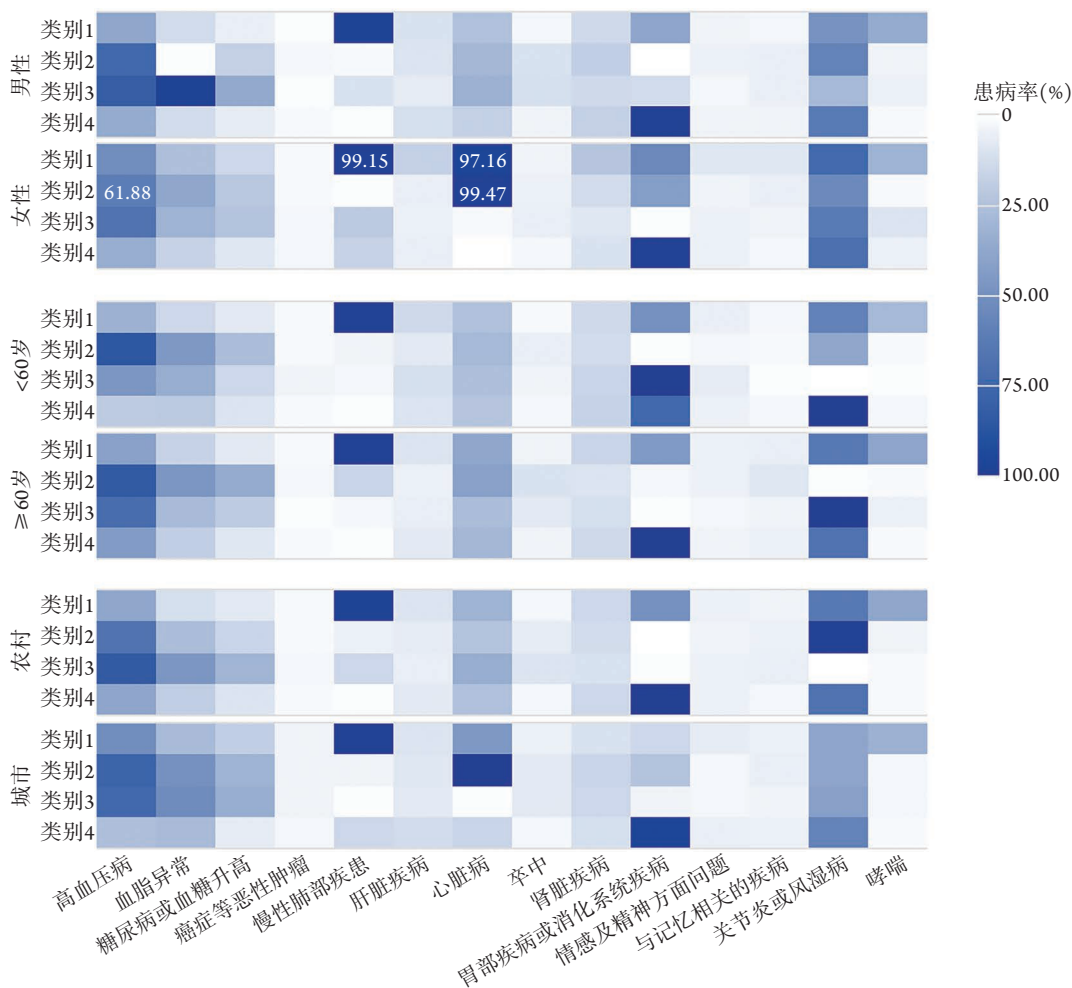 男性
类别1
类别2
类别3
类别4
女性
类别1 99.15 97.16
类别2 61.88 99.47
类别3
类别4
<60岁
类别1
类别2
类别3
类别4
≥60岁
类别1
类别2
类别3
类别4
农村
类别1
类别2
类别3
类别4
城市
类别1
类别2
类别3
类别4
高血压病
血脂异常
糖尿病或血糖升高
癌症等恶性肿瘤
慢性肺部疾患
肝脏疾病
心脏病
卒中
肾脏疾病
胃部疾病或消化系统疾病
情感及精神方面问题
与记忆相关的疾病
关节炎或风湿病
哮喘
患病率(%)
0
25.00
50.00
75.00
100.00